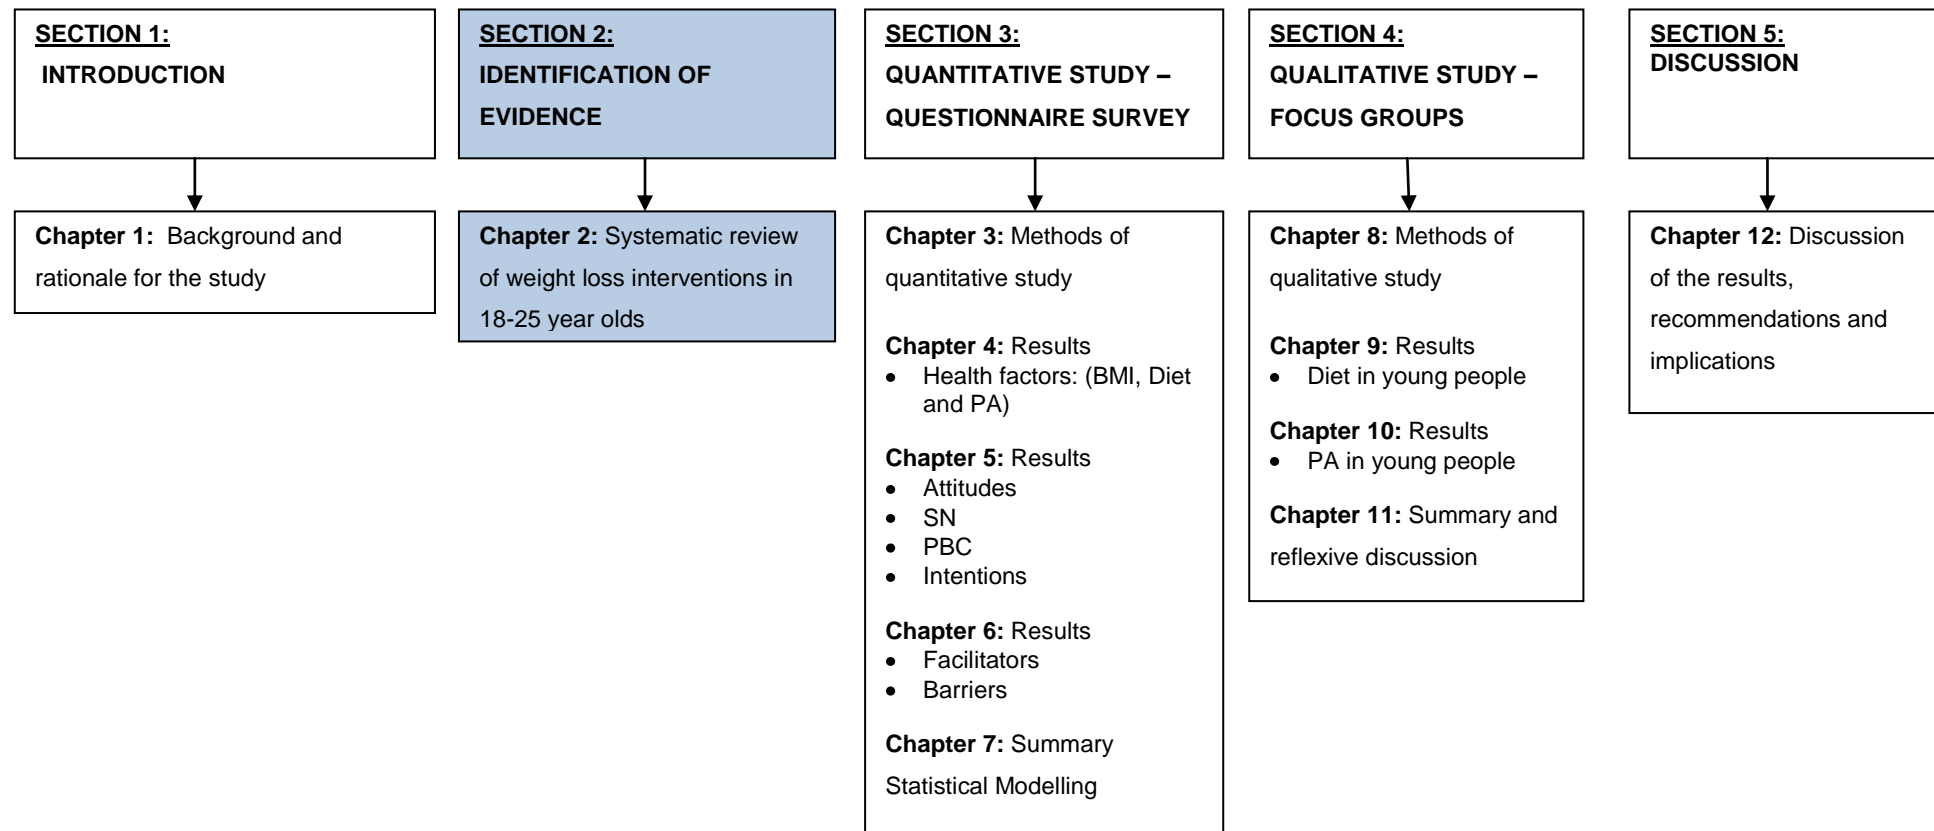 SECTION 1:
INTRODUCTION
Chapter 1: Background and
rationale for the study
SECTION 2:
IDENTIFICATION OF
EVIDENCE
Chapter 2: Systematic review
of weight loss interventions in
18-25 year olds
SECTION 3:
QUANTITATIVE STUDY –
QUESTIONNAIRE SURVEY
Chapter 3: Methods of
quantitative study
Chapter 4: Results
• Health factors: (BMI, Diet
and PA)
Chapter 5: Results
• Attitudes
• SN
• PBC
• Intentions
Chapter 6: Results
• Facilitators
• Barriers
Chapter 7: Summary
Statistical Modelling
SECTION 4:
QUALITATIVE STUDY –
FOCUS GROUPS
Chapter 8: Methods of
qualitative study
Chapter 9: Results
• Diet in young people
Chapter 10: Results
• PA in young people
Chapter 11: Summary and
reflexive discussion
SECTION 5:
DISCUSSION
Chapter 12: Discussion
of the results,
recommendations and
implications